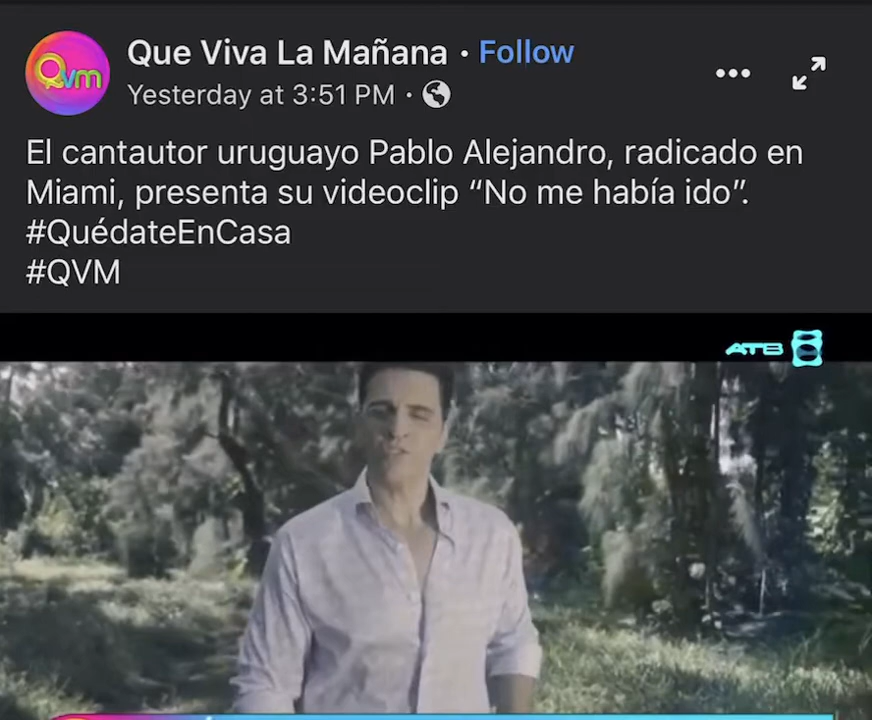 Qvm
Que Viva La Mañana · Follow
Yesterday at 3:51 PM ·
El cantautor uruguayo Pablo Alejandro, radicado en
Miami, presenta su videoclip “No me había ido”.
#QuédateEnCasa
#QVM
ATB